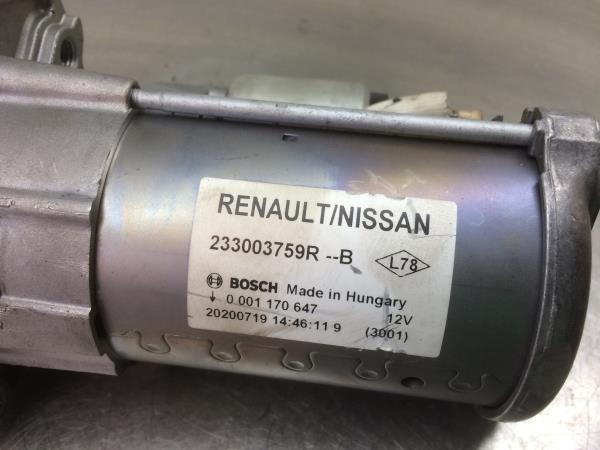 RENAULT/NISSAN
233003759R --B L78
BOSCH Made in Hungary
0 001 170 647 12V
20200719 14:46:11 9 (3001)